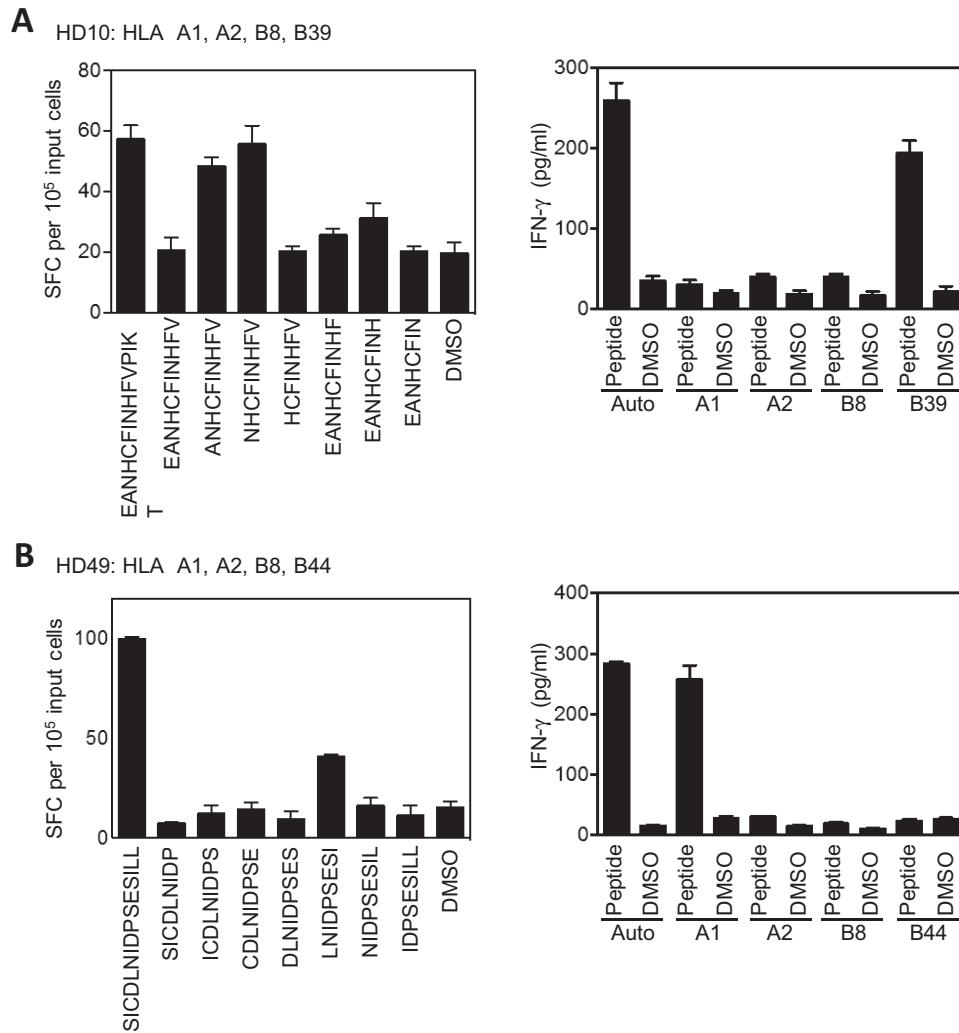 A
HD10: HLA A1, A2, B8, B39
SFC per 10⁵ input cells
80
60
40
20
0
EANHCFINHFVPIK
T
EANHCFINHFV
ANHCFINHFV
NHCFINHFV
HCFINHFV
EANHCFINHF
EANHCFINH
EANHCFIN
DMSO
IFN-γ (pg/ml)
300
200
100
0
Peptide
DMSO
Peptide
DMSO
Peptide
DMSO
Peptide
DMSO
Peptide
DMSO
Auto A1 A2 B8 B39
B
HD49: HLA A1, A2, B8, B44
SFC per 10⁵ input cells
100
50
0
SICDLNIDPSESILL
SICDLNIDP
ICDLNIDPS
CDLNIDPSE
DLNIDPSES
LNIDPSESI
NIDPSESIL
IDPSESILL
DMSO
IFN-γ (pg/ml)
400
300
200
100
0
Peptide
DMSO
Peptide
DMSO
Peptide
DMSO
Peptide
DMSO
Peptide
DMSO
Auto A1 A2 B8 B44